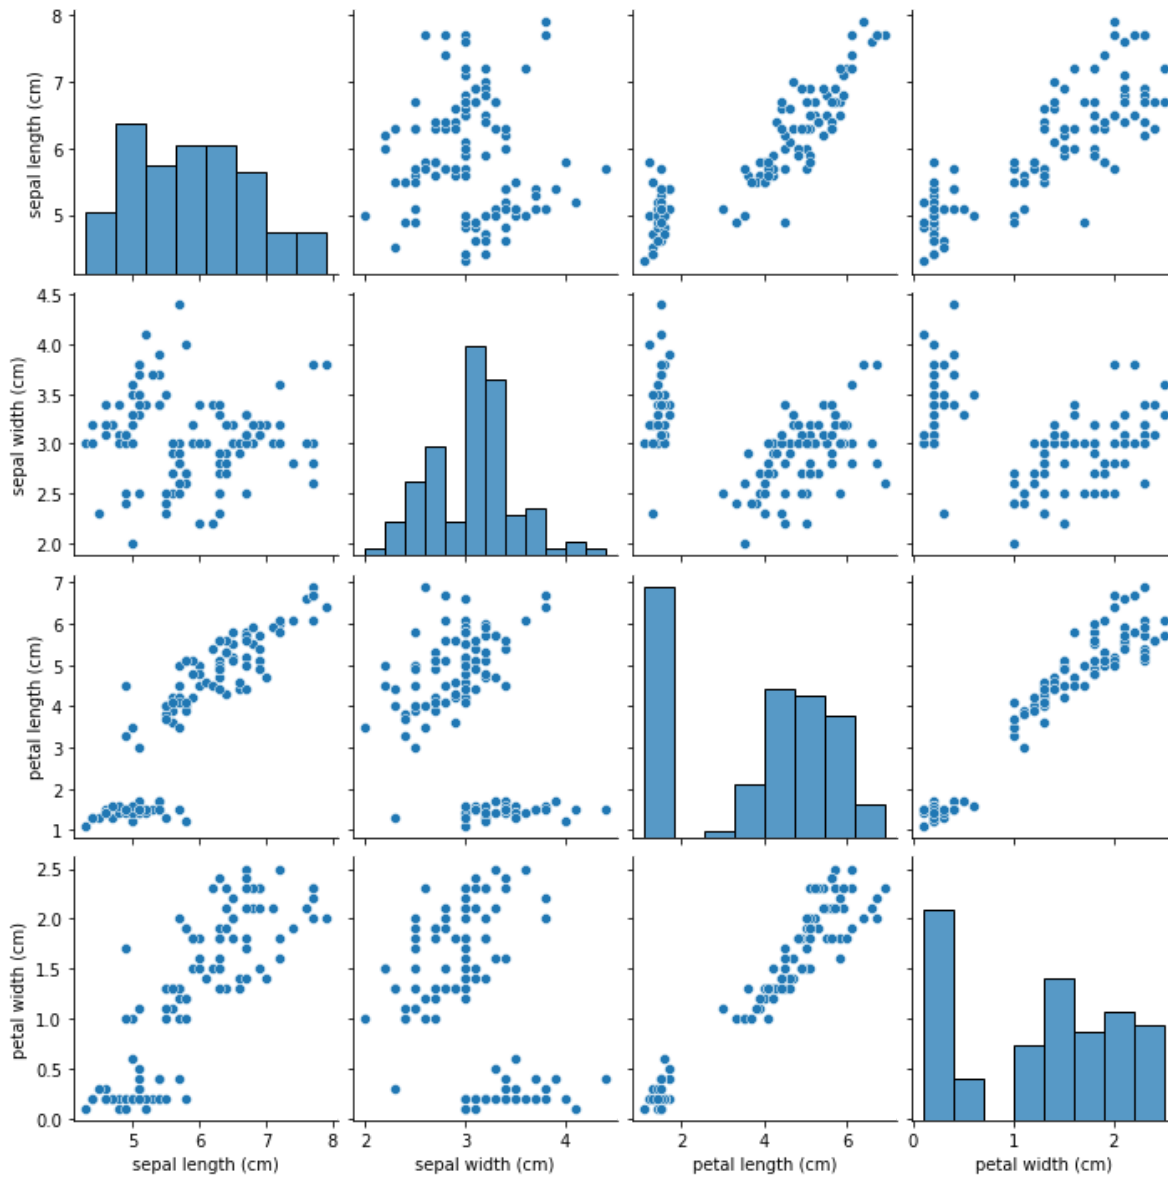 8
7
6
5
sepal length (cm)
4.5
4.0
3.5
3.0
2.5
2.0
sepal width (cm)
7
6
5
4
3
2
1
petal length (cm)
2.5
2.0
1.5
1.0
0.5
0.0
petal width (cm)
5 6 7 8
2 3 4
2 4 6
0 1 2
sepal length (cm)
sepal width (cm)
petal length (cm)
petal width (cm)